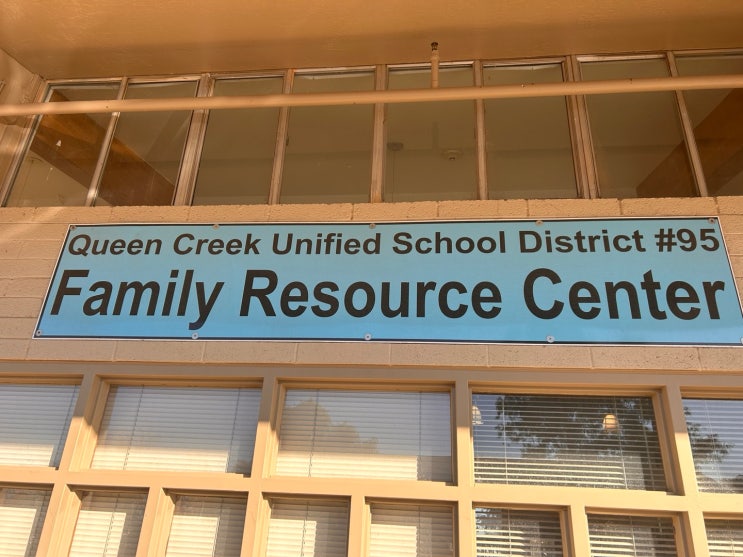 Queen Creek Unified School District #95
Family Resource Center